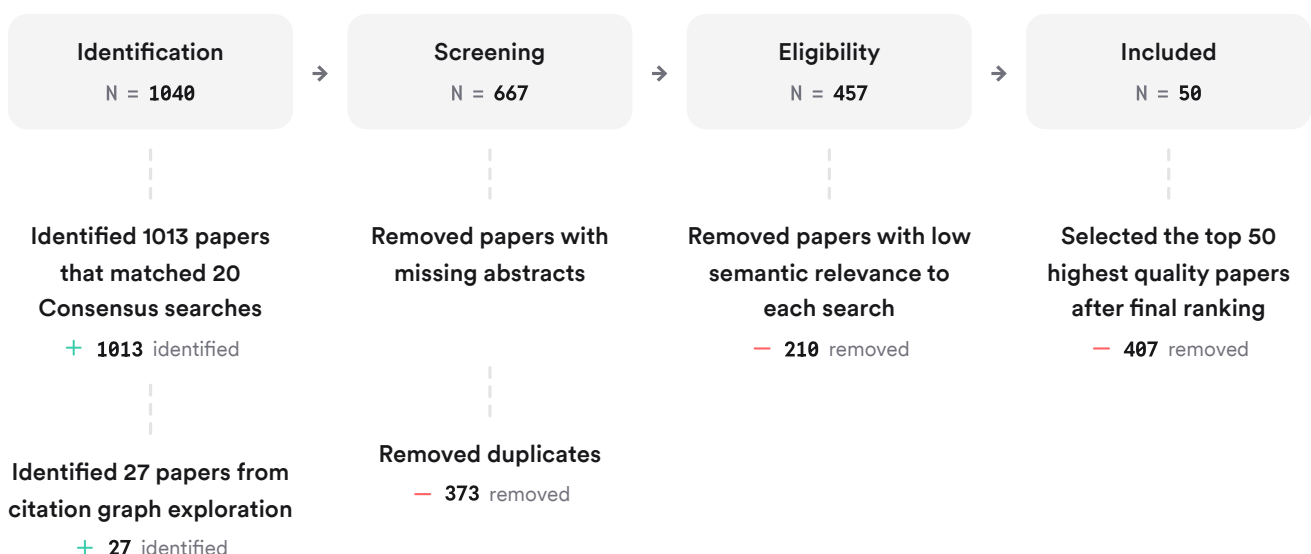 Identification
N = 1040
Screening
N = 667
Eligibility
N = 457
Included
N = 50
Identified 1013 papers
that matched 20
Consensus searches
+ 1013 identified
Identified 27 papers from
citation graph exploration
+ 27 identified
Removed papers with
missing abstracts
Removed duplicates
− 373 removed
Removed papers with low
semantic relevance to
each search
− 210 removed
Selected the top 50
highest quality papers
after final ranking
− 407 removed